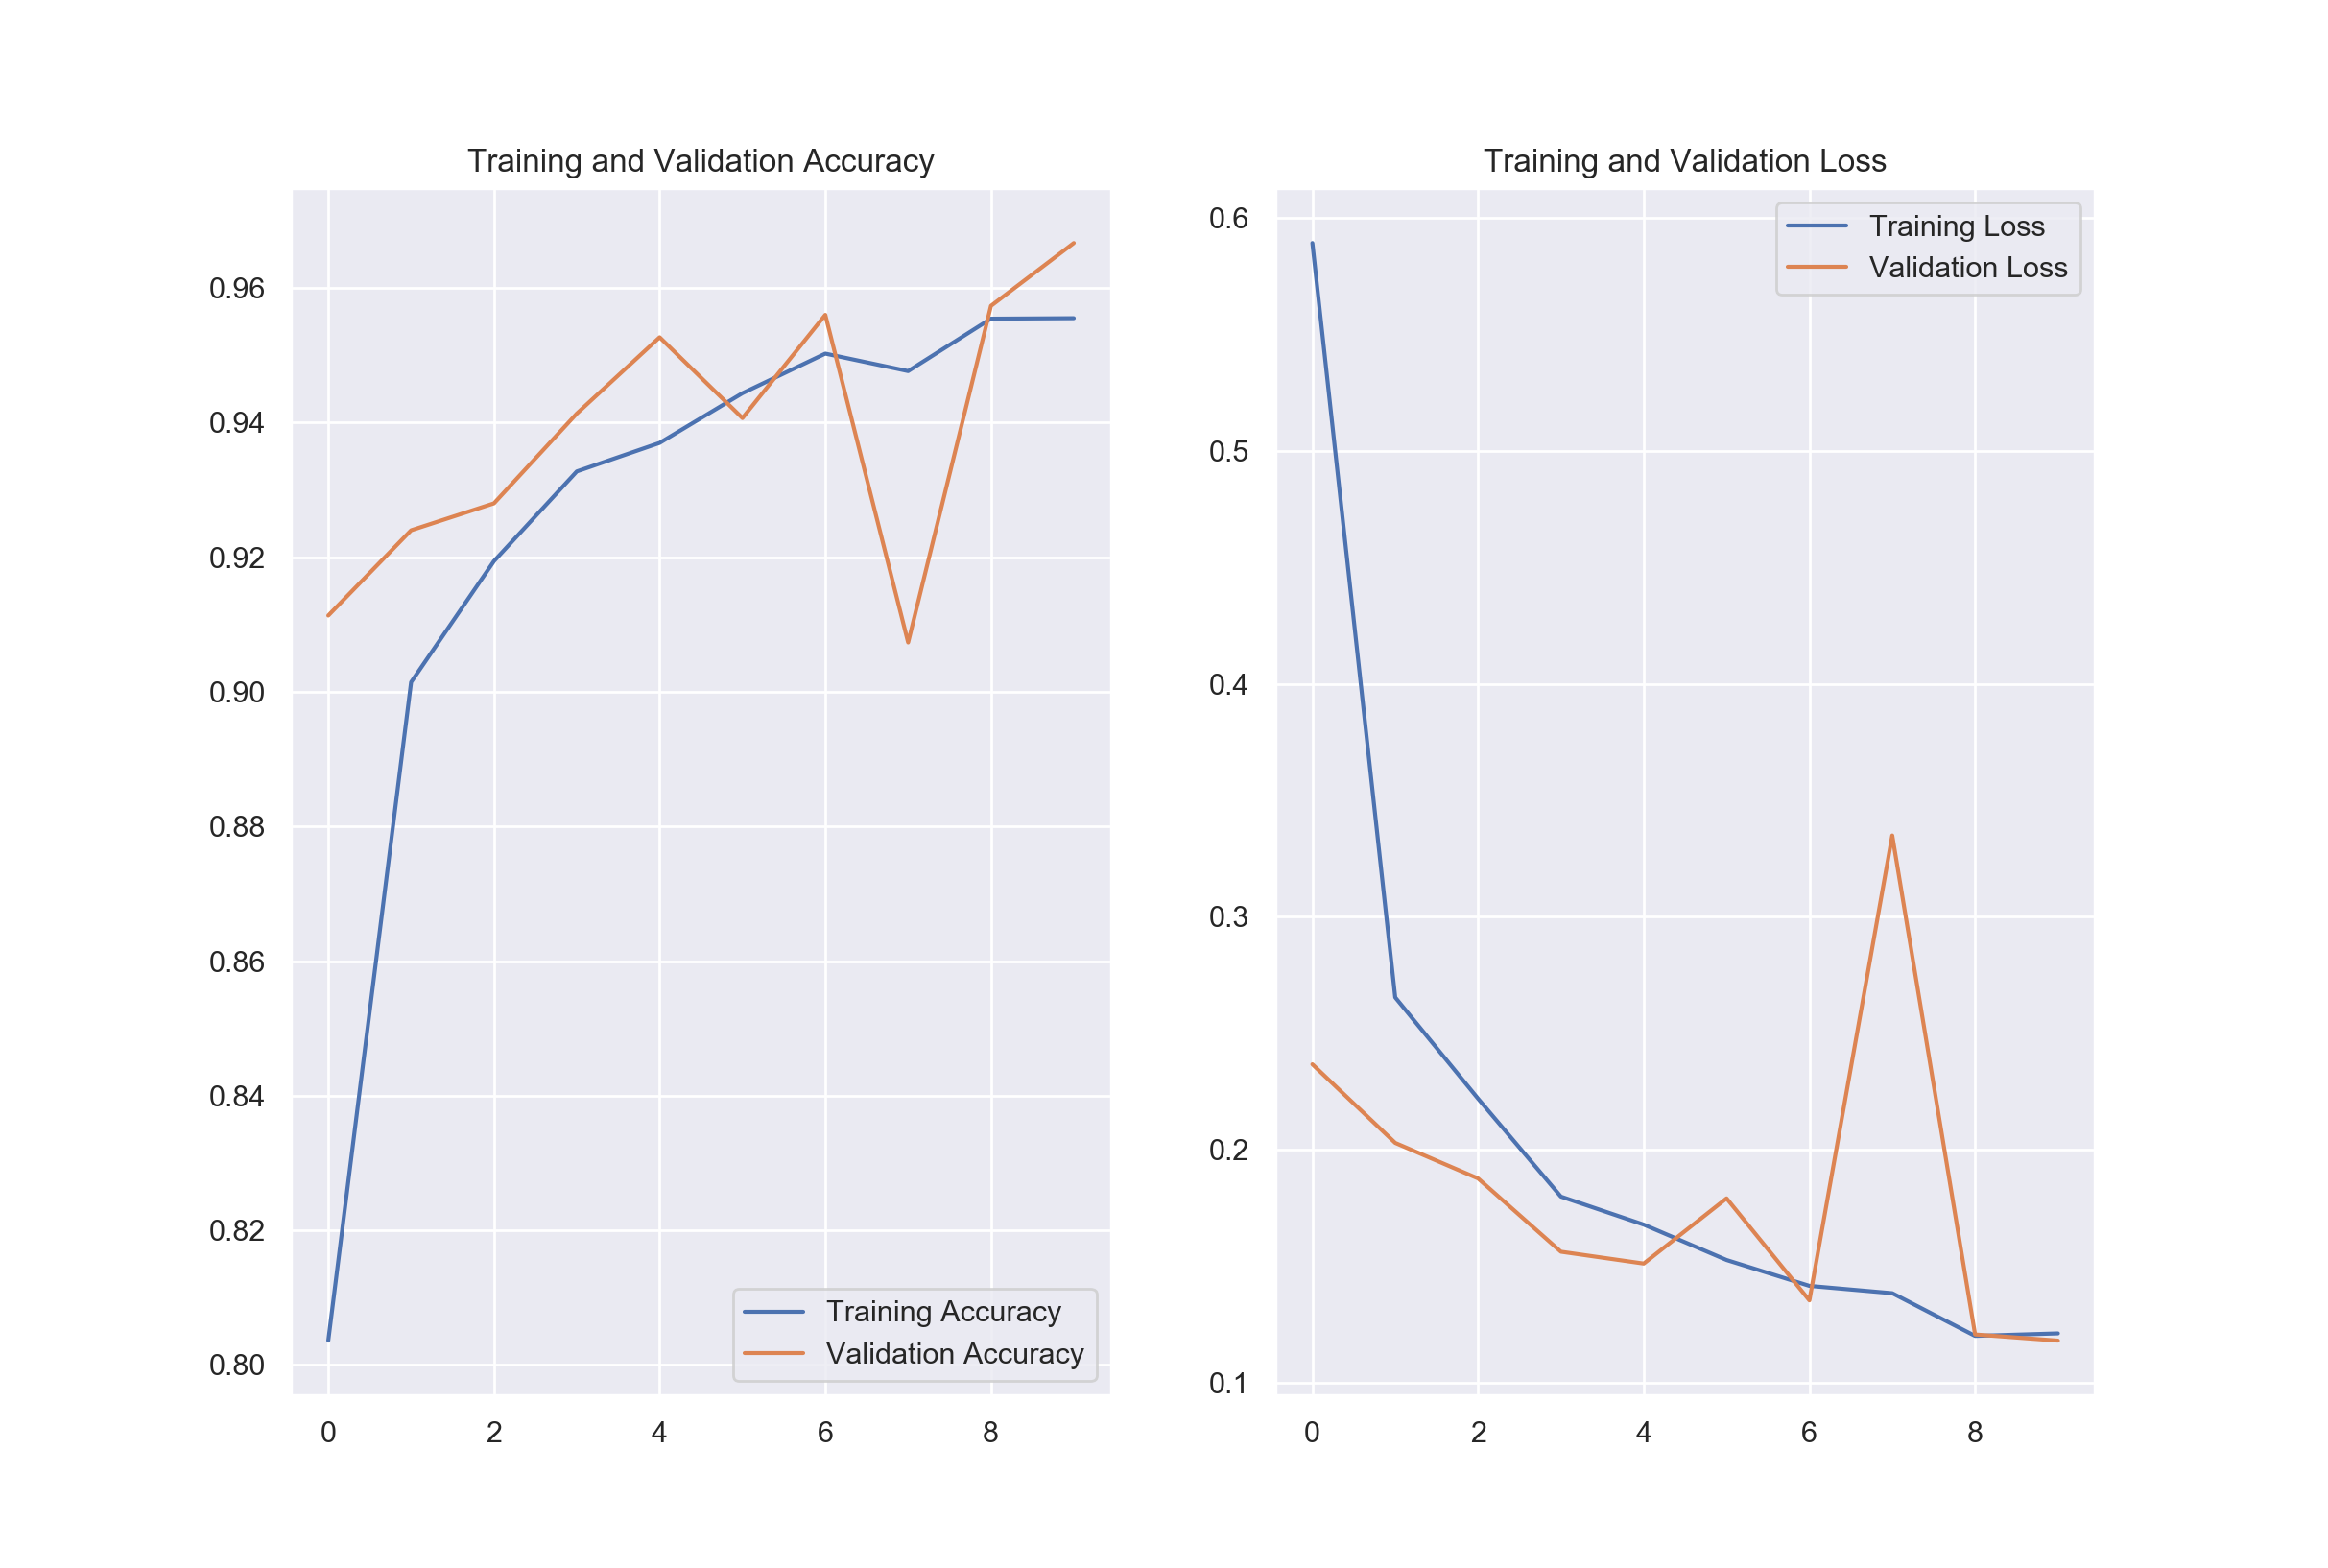 Training and Validation Accuracy
0.96
0.94
0.92
0.90
0.88
0.86
0.84
0.82
0.80
0 2 4 6 8
Training Accuracy
Validation Accuracy
Training and Validation Loss
0.6
0.5
0.4
0.3
0.2
0.1
0 2 4 6 8
Training Loss
Validation Loss